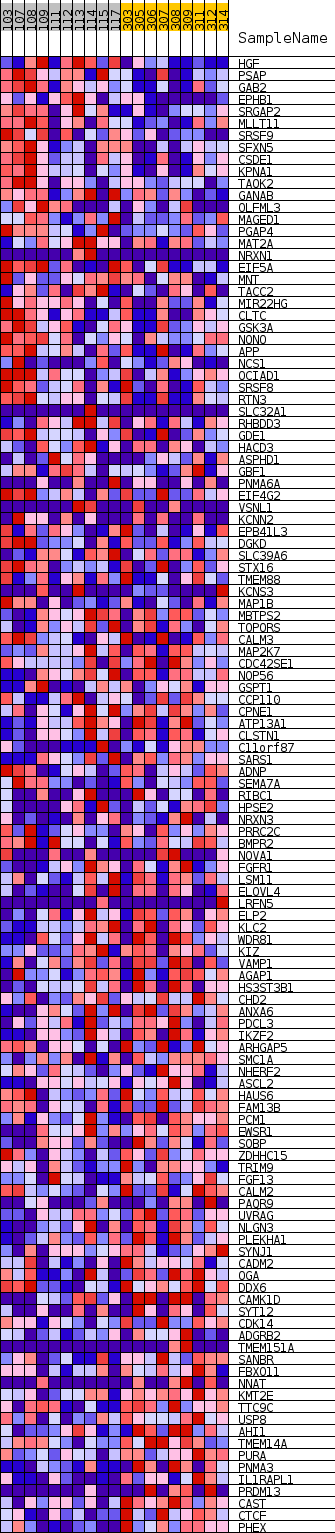 107 108 109 111 112 113 114 115 117 303 305 306 307 308 309 311 312 314
SampleName
HGF
PSAP
GAB2
EPHB1
SRGAP2
MLLT11
SRSF9
SFXN5
CSDE1
KPNA1
TAOK2
GANAB
OLFML3
MAGED1
PGAP4
MAT2A
NRXN1
EIF5A
MNT
TACC2
MIR22HG
CLTC
GSK3A
NONO
APP
NCS1
OCIAD1
SRSF8
RTN3
SLC32A1
RHBDD3
GDE1
HACD3
ASPHD1
GBF1
PNMA6A
EIF4G2
VSNL1
KCNN2
EPB41L3
DGKD
SLC39A6
STX16
TMEM88
KCNS3
MAP1B
MBTPS2
TOPORS
CALM3
MAP2K7
CDC42SE1
NOP56
GSPT1
CCP110
CPNE1
ATP13A1
CLSTN1
C11orf87
SARS1
ADNP
SEMA7A
RIBC1
HPSE2
NRXN3
PRRC2C
BMPR2
NOVA1
FGFR1
LSM11
ELOVL4
LRFN5
ELP2
KLC2
WDR81
KIZ
VAMP1
AGAP1
HS3ST3B1
CHD2
ANXA6
PDCL3
IKZF2
ARHGAP5
SMC1A
NHERF2
ASCL2
HAUS6
FAM13B
PCM1
EWSR1
SOBP
ZDHHC15
TRIM9
FGF13
CALM2
PAQR9
UVRAG
NLGN3
PLEKHA1
SYNJ1
CADM2
OGA
DDX6
CAMK1D
SYT12
CDK14
ADGRB2
TMEM151A
SANBR
FBXO11
NNAT
KMT2E
TTC9C
USP8
AHI1
TMEM14A
PURA
PNMA3
IL1RAPL1
PRDM13
CAST
CTCF
PHEX